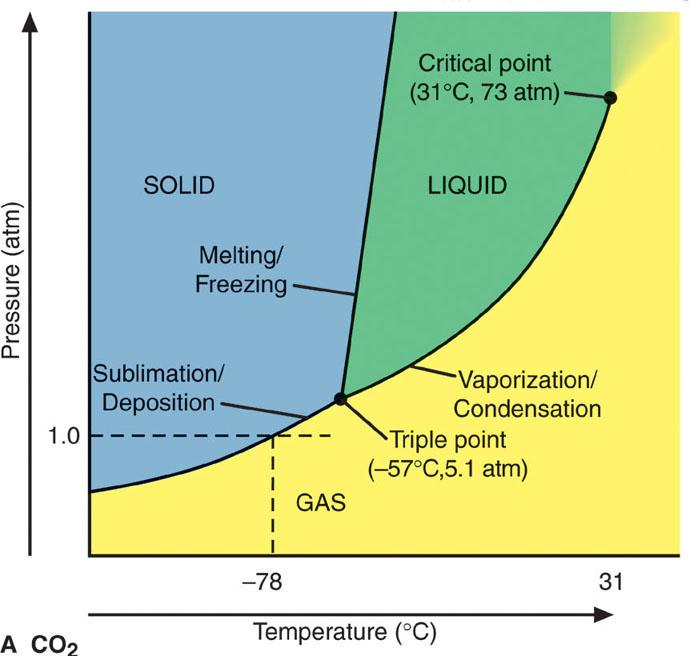 Critical point
(31°C, 73 atm)
SOLID
LIQUID
Pressure (atm)
Melting/
Freezing
Sublimation/
Deposition
Vaporization/
Condensation
1.0
Triple point
(–57°C,5.1 atm)
GAS
–78
31
Temperature (°C)
A CO₂